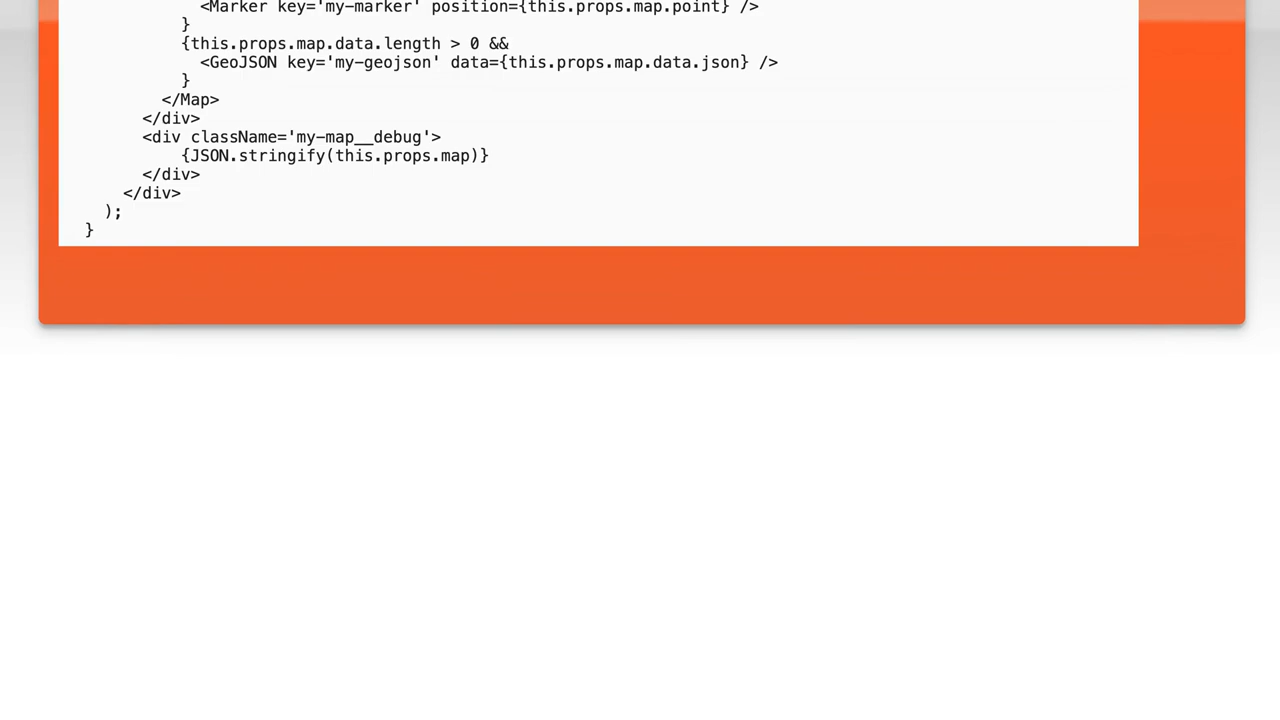 <Marker key='my-marker' position={this.props.map.point} />
}
{this.props.map.data.length > 0 &&
<GeoJSON key='my-geojson' data={this.props.map.data.json} />
}
</Map>
</div>
<div className='my-map__debug'>
{JSON.stringify(this.props.map)}
</div>
</div>
);
}